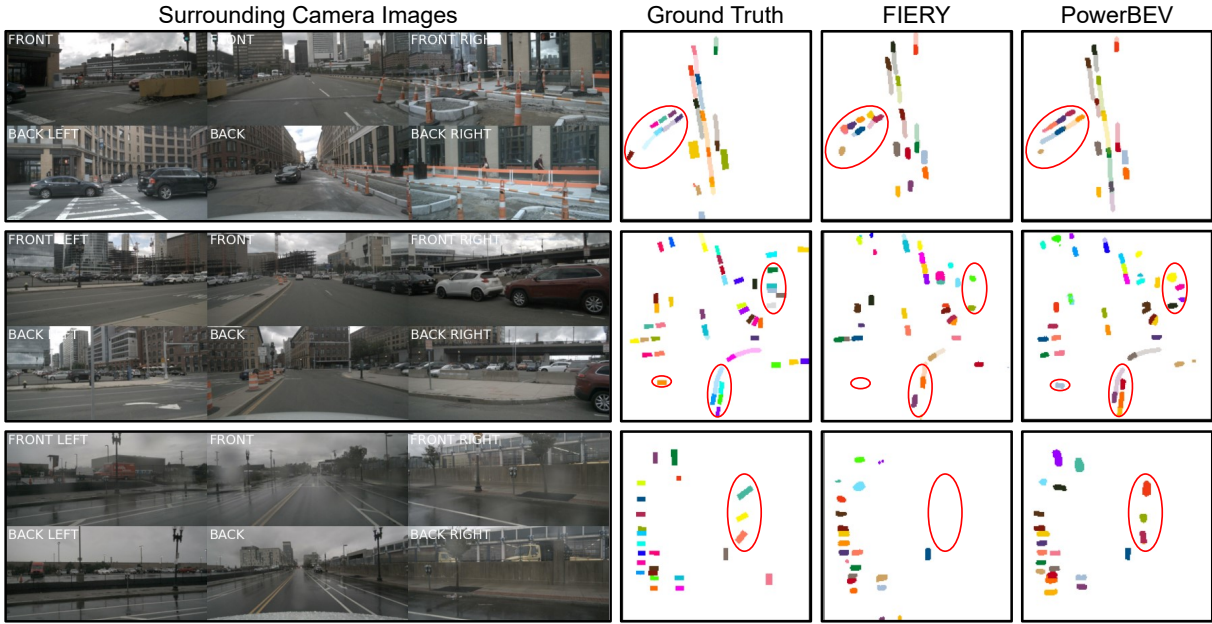 Surrounding Camera Images Ground Truth FIERY PowerBEV
FRONT FRONT FRONT RIGHT
BACK LEFT BACK BACK RIGHT
FRONT LEFT FRONT FRONT RIGHT
BACK LEFT BACK BACK RIGHT
FRONT LEFT FRONT FRONT RIGHT
BACK LEFT BACK BACK RIGHT